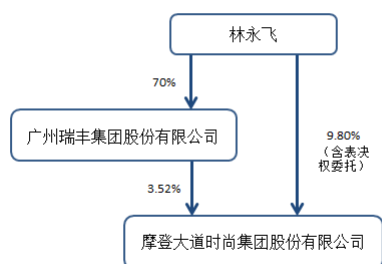 林永飞
70%
广州瑞丰集团股份有限公司
9.80%
（含表决
权委托）
3.52%
摩登大道时尚集团股份有限公司